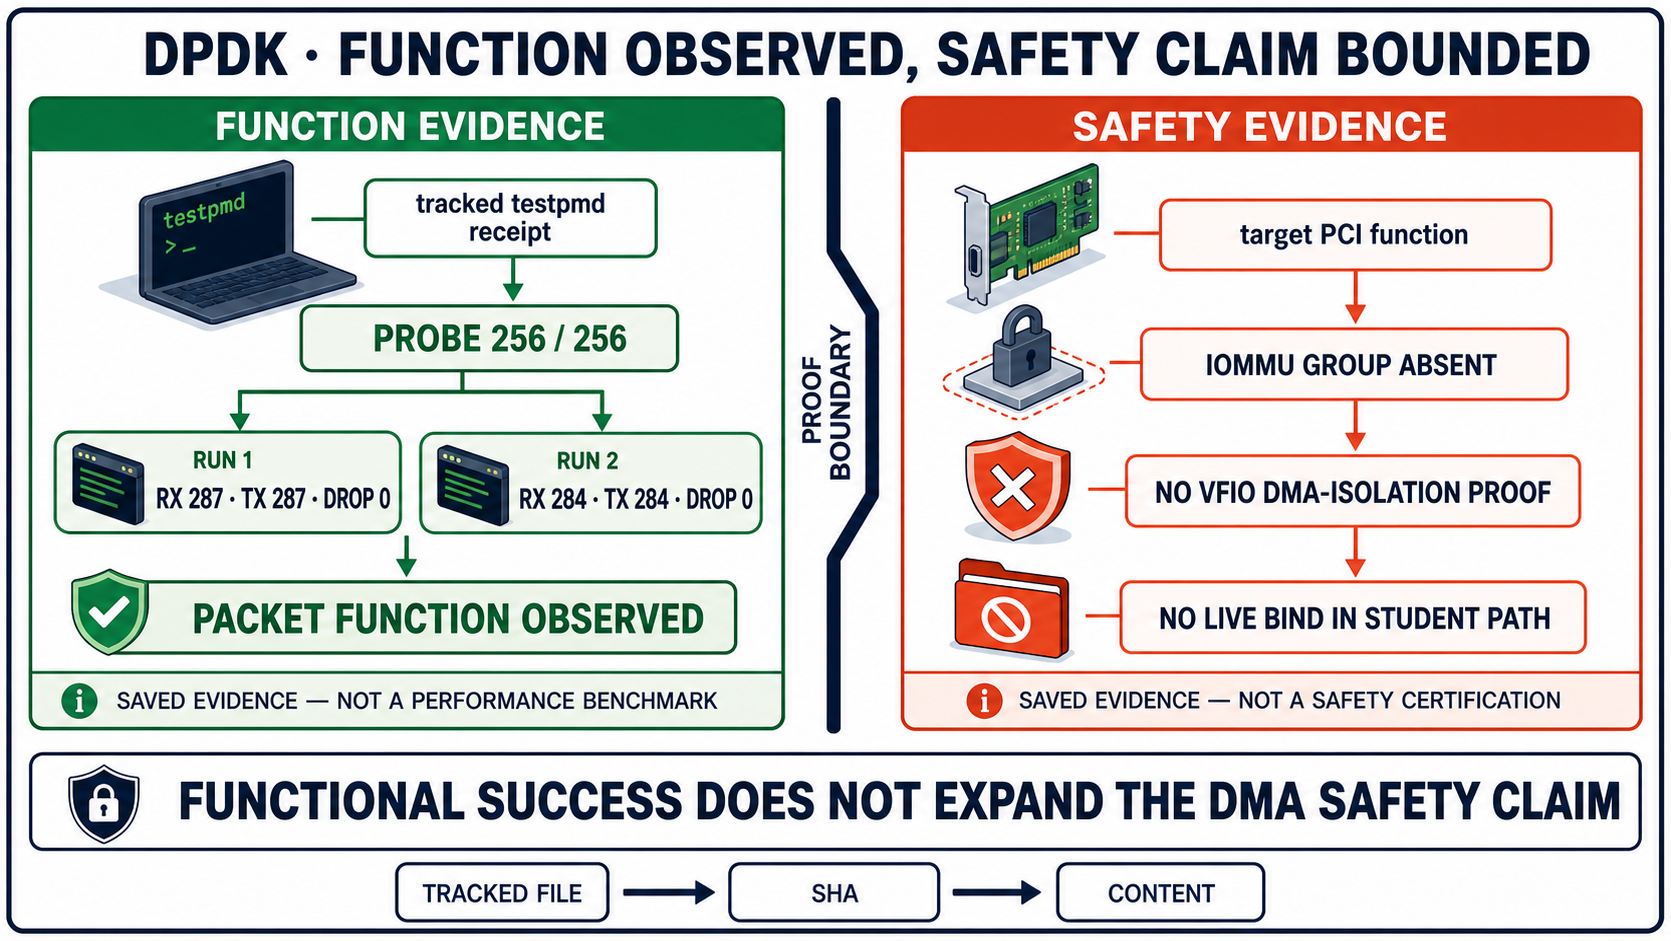 DPDK · FUNCTION OBSERVED, SAFETY CLAIM BOUNDED
FUNCTION EVIDENCE
testpmd
>_
tracked testpmd
receipt
PROBE 256 / 256
RUN 1
RX 287 · TX 287 · DROP 0
RUN 2
RX 284 · TX 284 · DROP 0
PACKET FUNCTION OBSERVED
i SAVED EVIDENCE — NOT A PERFORMANCE BENCHMARK
PROOF
BOUNDARY
SAFETY EVIDENCE
target PCI function
IOMMU GROUP ABSENT
NO VFIO DMA-ISOLATION PROOF
NO LIVE BIND IN STUDENT PATH
i SAVED EVIDENCE — NOT A SAFETY CERTIFICATION
FUNCTIONAL SUCCESS DOES NOT EXPAND THE DMA SAFETY CLAIM
TRACKED FILE
SHA
CONTENT